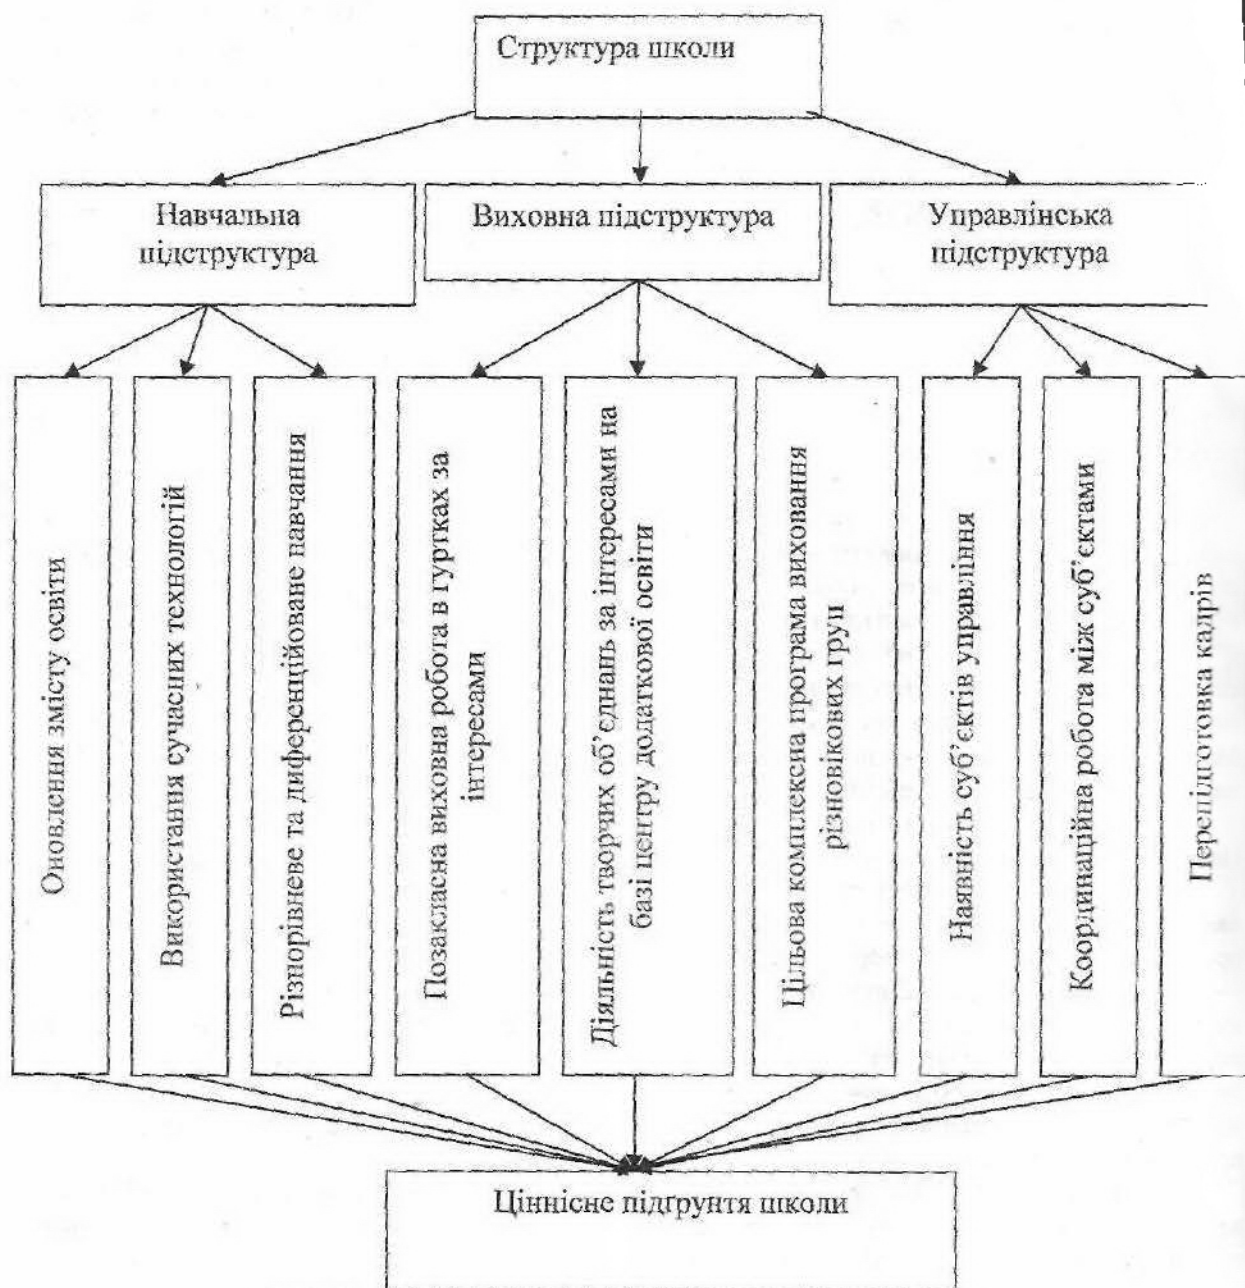 Структура школи
Навчальна
підструктура
Виховна підструктура
Управлінська
підструктура
Оновлення змісту освіти
Використання сучасних технологій
Різнорівневе та диференційоване навчання
Позакласна виховна робота в гуртках за
інтересами
Діяльність творчих об’єднань за інтересами на
базі центру додаткової освіти
Цільова комплексна програма виховання
різновікових груп
Наявність суб’єктів управління
Координаційна робота між суб’єктами
Перепідготовка кадрів
Ціннісне підґрунтя школи